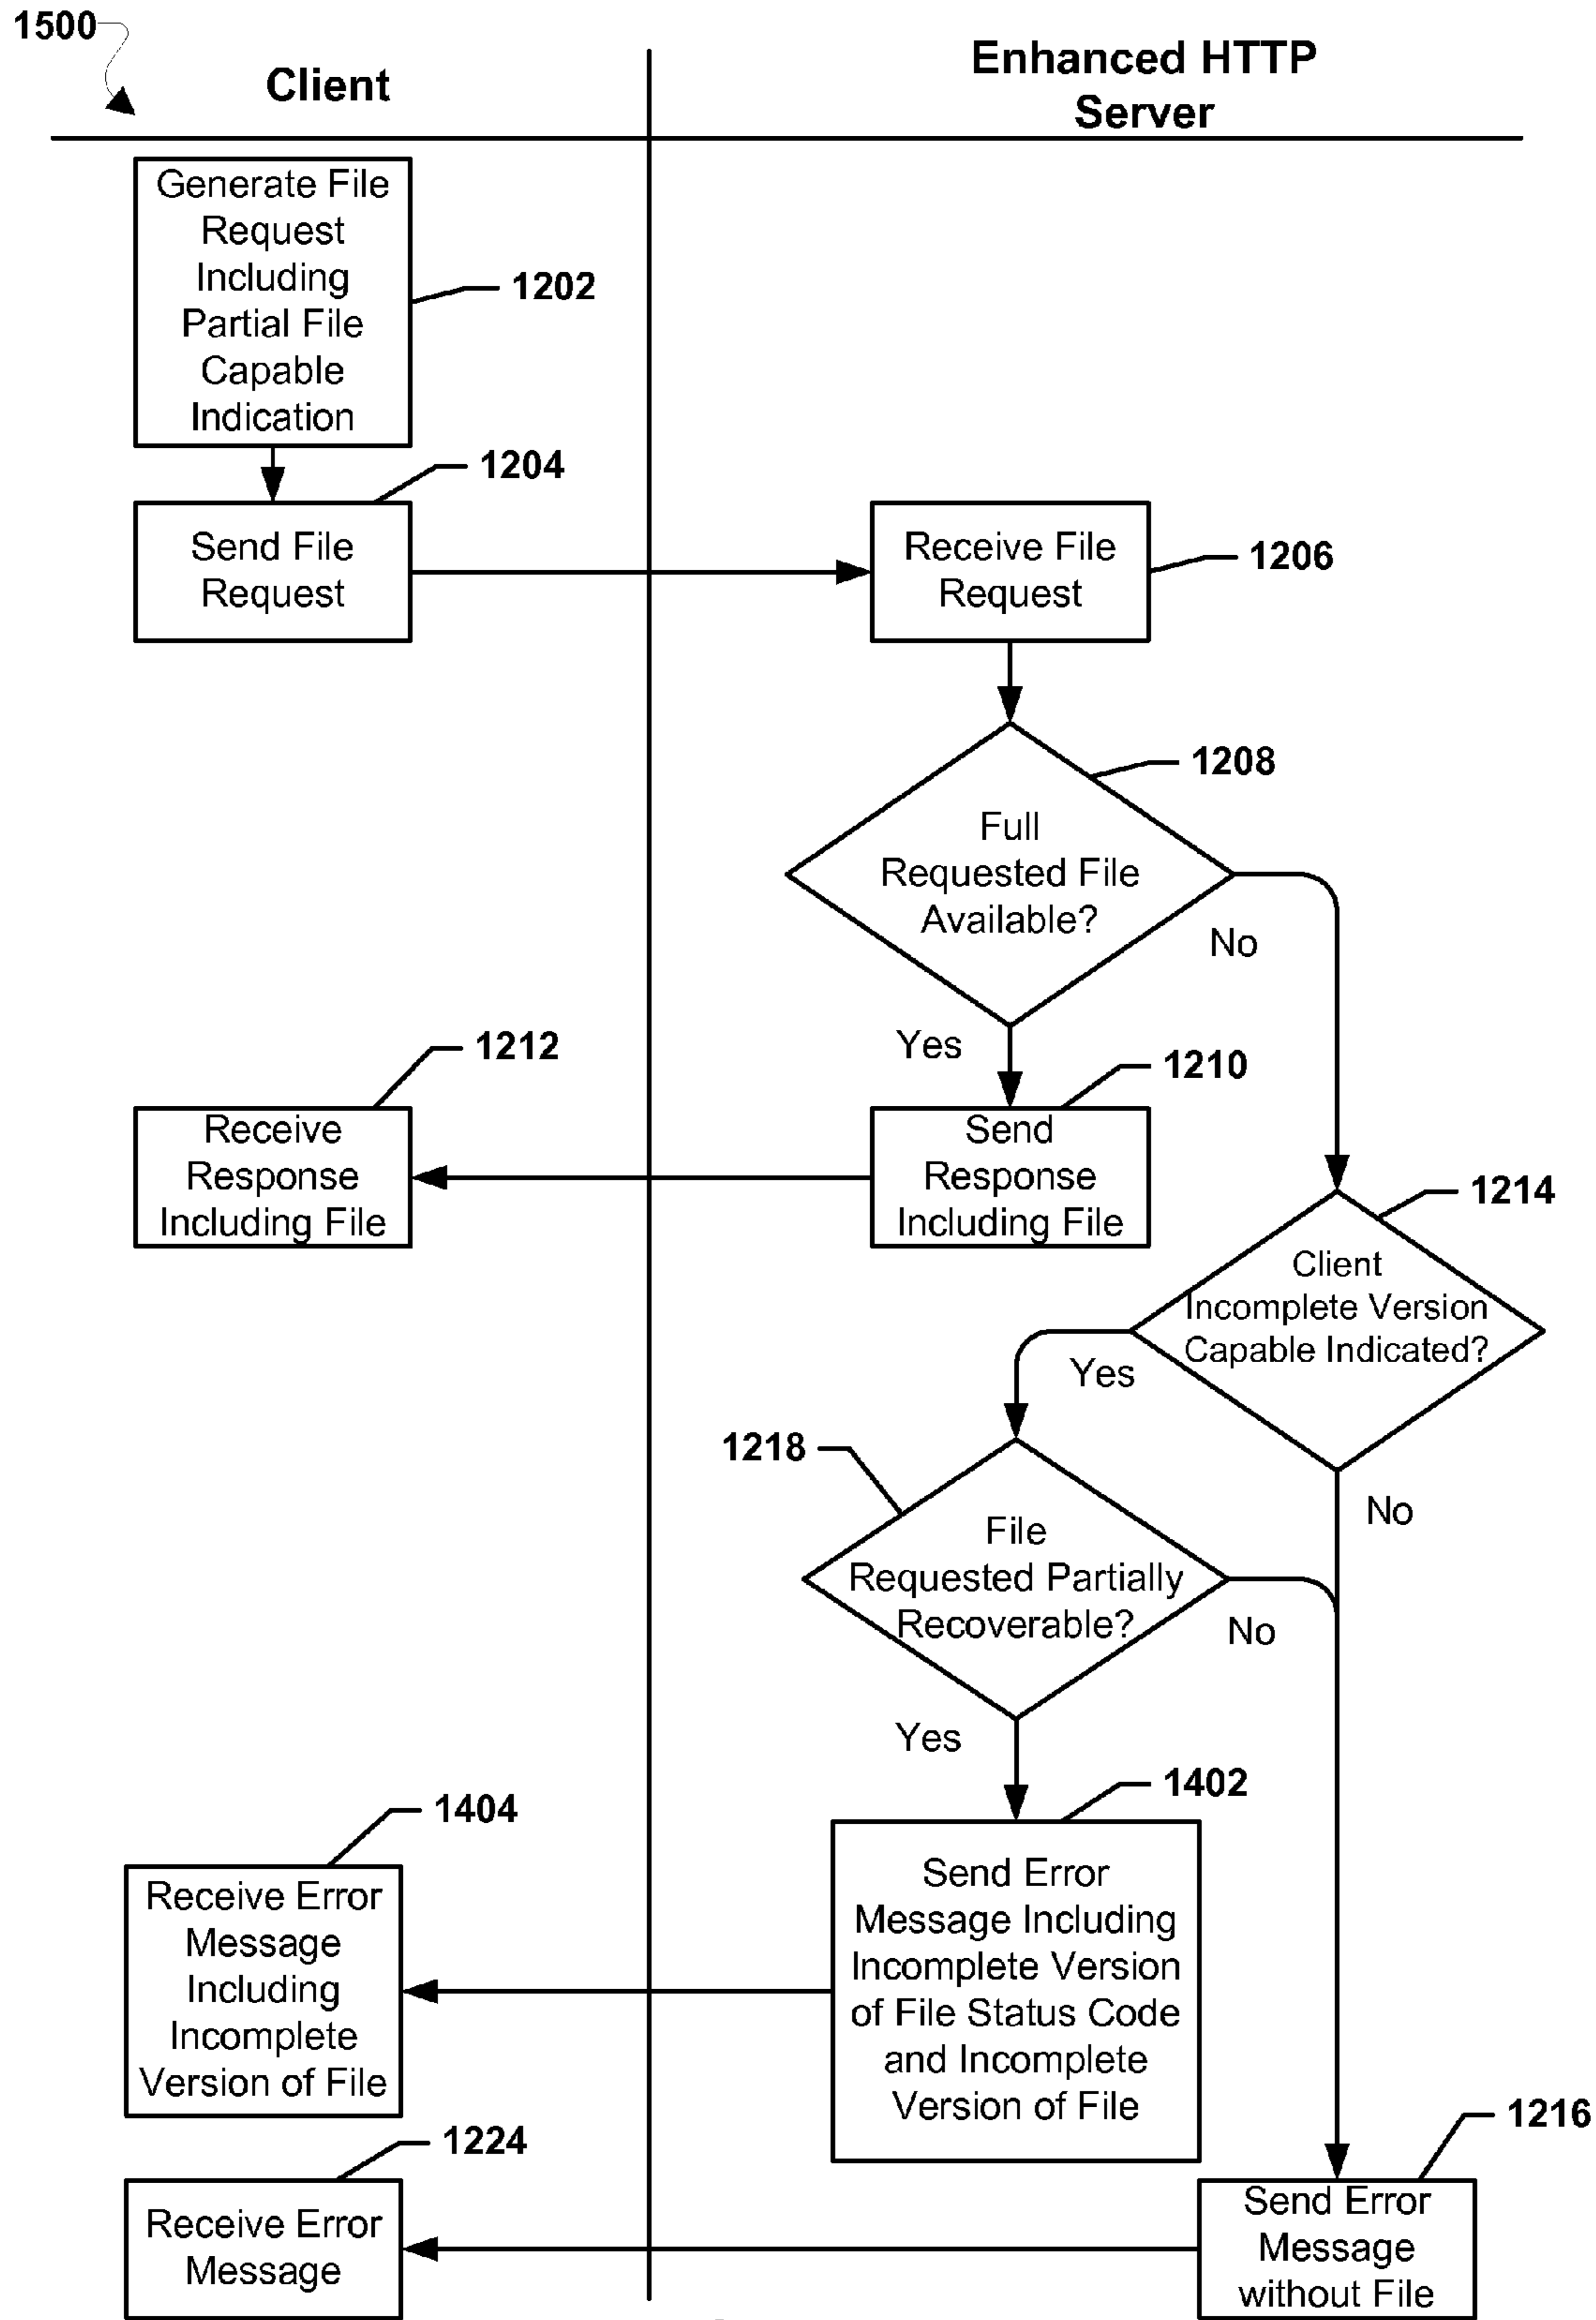 1500
Client
Enhanced HTTP
Server
Generate File
Request
Including
Partial File
Capable
Indication
1202
1204
Send File
Request
Receive File
Request
1206
1208
Full
Requested File
Available?
No
Yes
1212
1210
Receive
Response
Including File
Send
Response
Including File
1214
Client
Incomplete Version
Capable Indicated?
Yes
No
1218
File
Requested Partially
Recoverable?
No
Yes
1402
1404
Receive Error
Message
Including
Incomplete
Version of File
Send Error
Message Including
Incomplete Version
of File Status Code
and Incomplete
Version of File
1224
1216
Receive Error
Message
Send Error
Message
without File